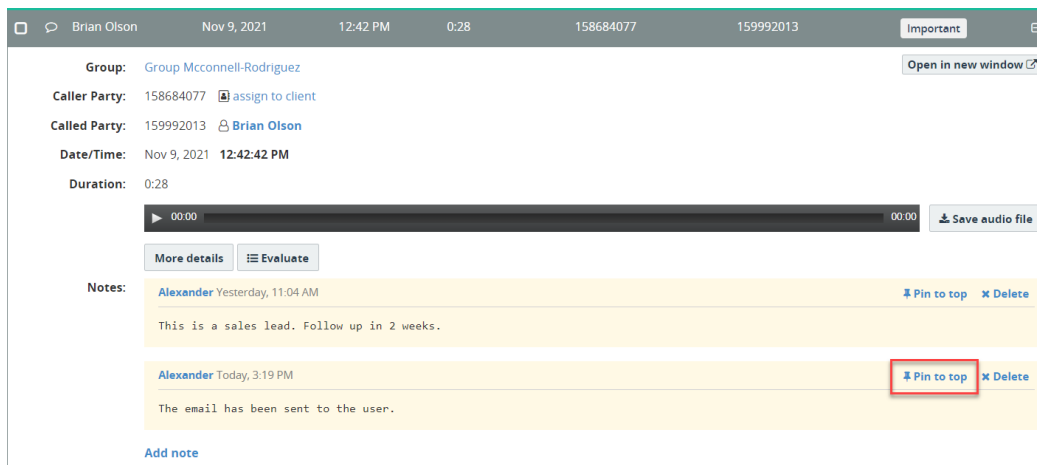 Brian Olson Nov 9, 2021 12:42 PM 0:28 158684077 159992013 Important
Group: Group Mcconnell-Rodriguez Open in new window
Caller Party: 158684077 assign to client
Called Party: 159992013 Brian Olson
Date/Time: Nov 9, 2021 12:42:42 PM
Duration: 0:28
00:00 00:00 Save audio file
More details Evaluate
Notes: Alexander Yesterday, 11:04 AM Pin to top Delete
This is a sales lead. Follow up in 2 weeks.
Alexander Today, 3:19 PM Pin to top Delete
The email has been sent to the user.
Add note